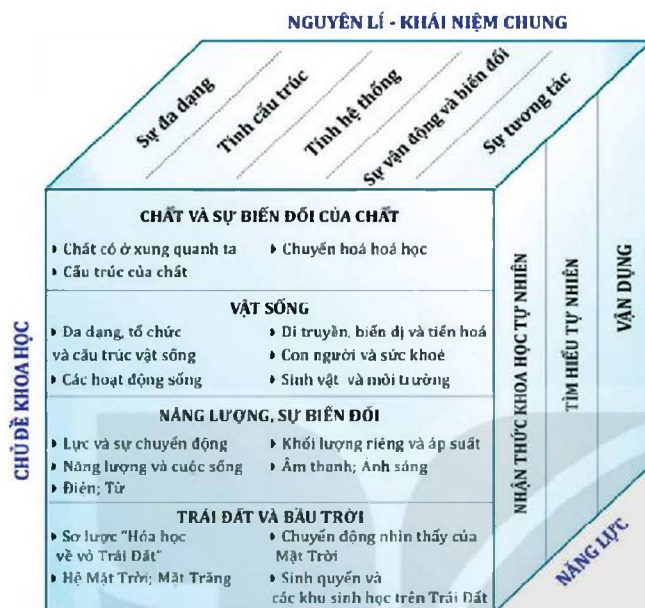 NGUYÊN LÍ - KHÁI NIỆM CHUNG
Sự đa dạng
Tính cấu trúc
Tính hệ thống
Sự vận động và biến đổi
Sự tương tác
CHỦ ĐỀ KHOA HỌC
CHẤT VÀ SỰ BIẾN ĐỔI CỦA CHẤT
Chất có ở xung quanh ta
Chuyển hoá hoá học
Cấu trúc của chất
VẬT SỐNG
Đa dạng, tổ chức
và cấu trúc vật sống
Các hoạt động sống
Di truyền, biến dị và tiến hoá
Con người và sức khoẻ
Sinh vật và môi trường
NĂNG LƯỢNG, SỰ BIẾN ĐỔI
Lực và sự chuyển động
Năng lượng và cuộc sống
Điện; Từ
Khối lượng riêng và áp suất
Âm thanh; Ánh sáng
TRÁI ĐẤT VÀ BẦU TRỜI
Sơ lược "Hóa học
về vỏ Trái Đất"
Hệ Mặt Trời; Mặt Trăng
Chuyển động nhìn thấy của
Mặt Trời
Sinh quyển và
các khu sinh học trên Trái Đất
NHẬN THỨC KHOA HỌC TỰ NHIÊN
TÌM HIỂU TỰ NHIÊN
VẬN DỤNG
NĂNG LỰC